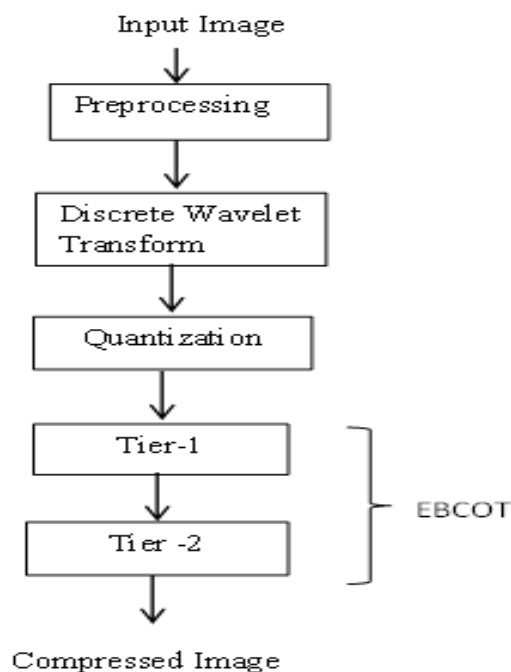 Input Image
Preprocessing
Discrete Wavelet
Transform
Quantization
Tier-1
EBCOT
Tier -2
Compressed Image